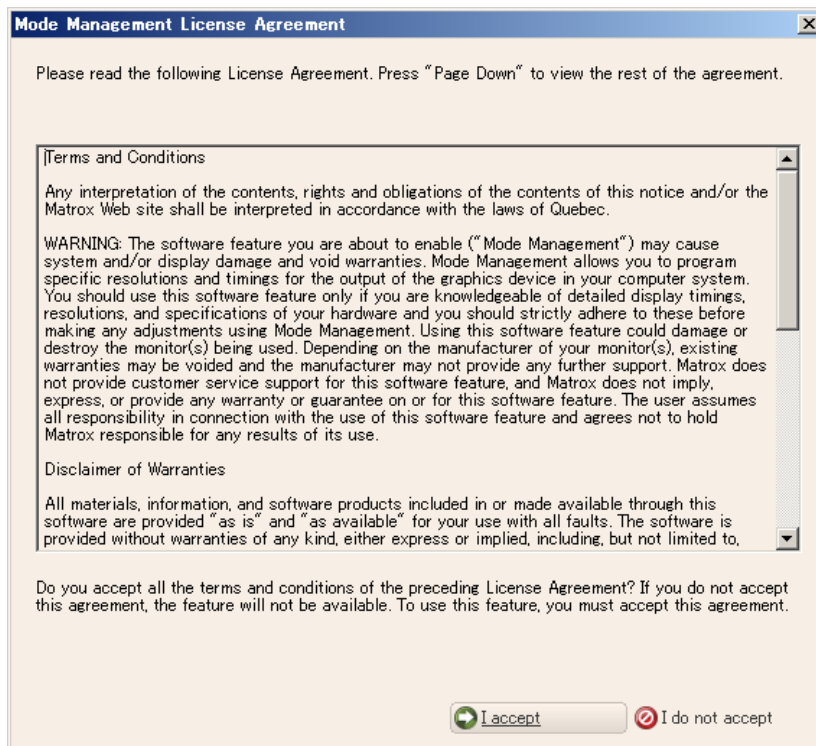 Mode Management License Agreement
Please read the following License Agreement. Press "Page Down" to view the rest of the agreement.
Terms and Conditions
Any interpretation of the contents, rights and obligations of the contents of this notice and/or the
Matrox Web site shall be interpreted in accordance with the laws of Quebec.
WARNING: The software feature you are about to enable ("Mode Management") may cause
system and/or display damage and void warranties. Mode Management allows you to program
specific resolutions and timings for the output of the graphics device in your computer system.
You should use this software feature only if you are knowledgeable of detailed display timings,
resolutions, and specifications of your hardware and you should strictly adhere to these before
making any adjustments using Mode Management. Using this software feature could damage or
destroy the monitor(s) being used. Depending on the manufacturer of your monitor(s), existing
warranties may be voided and the manufacturer may not provide any further support. Matrox does
not provide customer service support for this software feature, and Matrox does not imply,
express, or provide any warranty or guarantee on or for this software feature. The user assumes
all responsibility in connection with the use of this software feature and agrees not to hold
Matrox responsible for any results of its use.
Disclaimer of Warranties
All materials, information, and software products included in or made available through this
software are provided "as is" and "as available" for your use with all faults. The software is
provided without warranties of any kind, either express or implied, including, but not limited to,
Do you accept all the terms and conditions of the preceding License Agreement? If you do not accept
this agreement, the feature will not be available. To use this feature, you must accept this agreement.
I accept
I do not accept